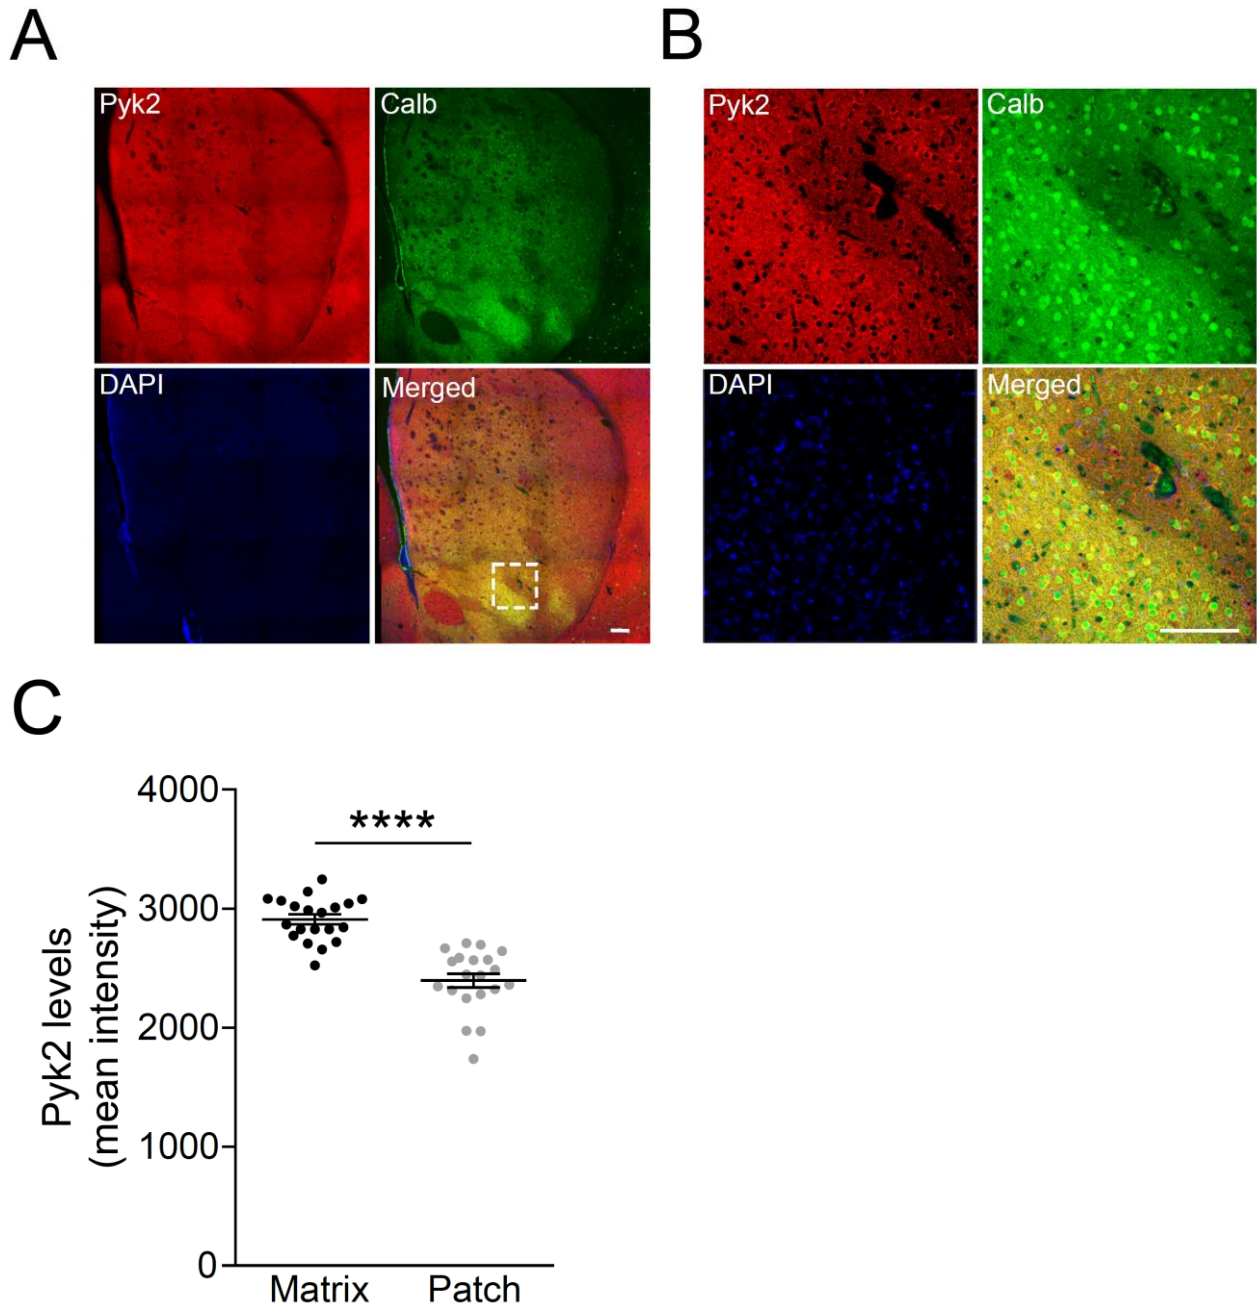 A
B
Pyk2
Calb
Pyk2
Calb
DAPI
Merged
DAPI
Merged
C
4000
3000
2000
1000
0
Pyk2 levels
(mean intensity)
****
Matrix
Patch